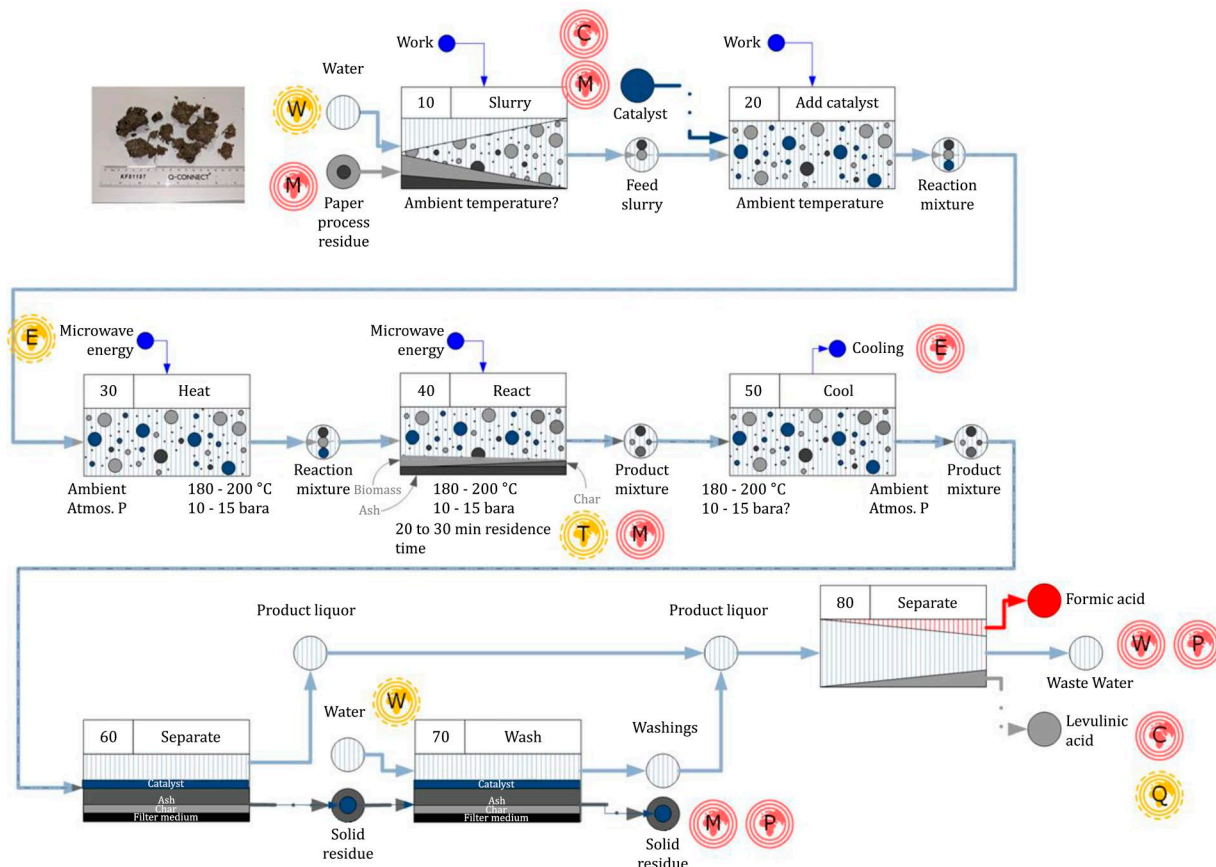 Work
C
Work
Water
M
10 Slurry
Catalyst
20 Add catalyst
W
M
Paper
process
residue
Ambient temperature?
Feed
slurry
Ambient temperature
Reaction
mixture
Q-CONNECT
E
Microwave
energy
Microwave
energy
Cooling
E
30 Heat
40 React
50 Cool
Reaction
mixture
Product
mixture
Product
mixture
Biomass
Ash
Char
Ambient
Atmos. P
180 - 200 °C
10 - 15 bara
180 - 200 °C
10 - 15 bara
20 to 30 min residence
time
T
M
180 - 200 °C
10 - 15 bara?
Ambient
Atmos. P
Product liquor
Product liquor
80 Separate
Formic acid
W
P
Waste Water
Levulinic
acid
C
Q
60 Separate
Water
W
70 Wash
Washings
Catalyst
Ash
Char
Filter medium
Catalyst
Ash
Char
Filter medium
Solid
residue
Solid
residue
M
P